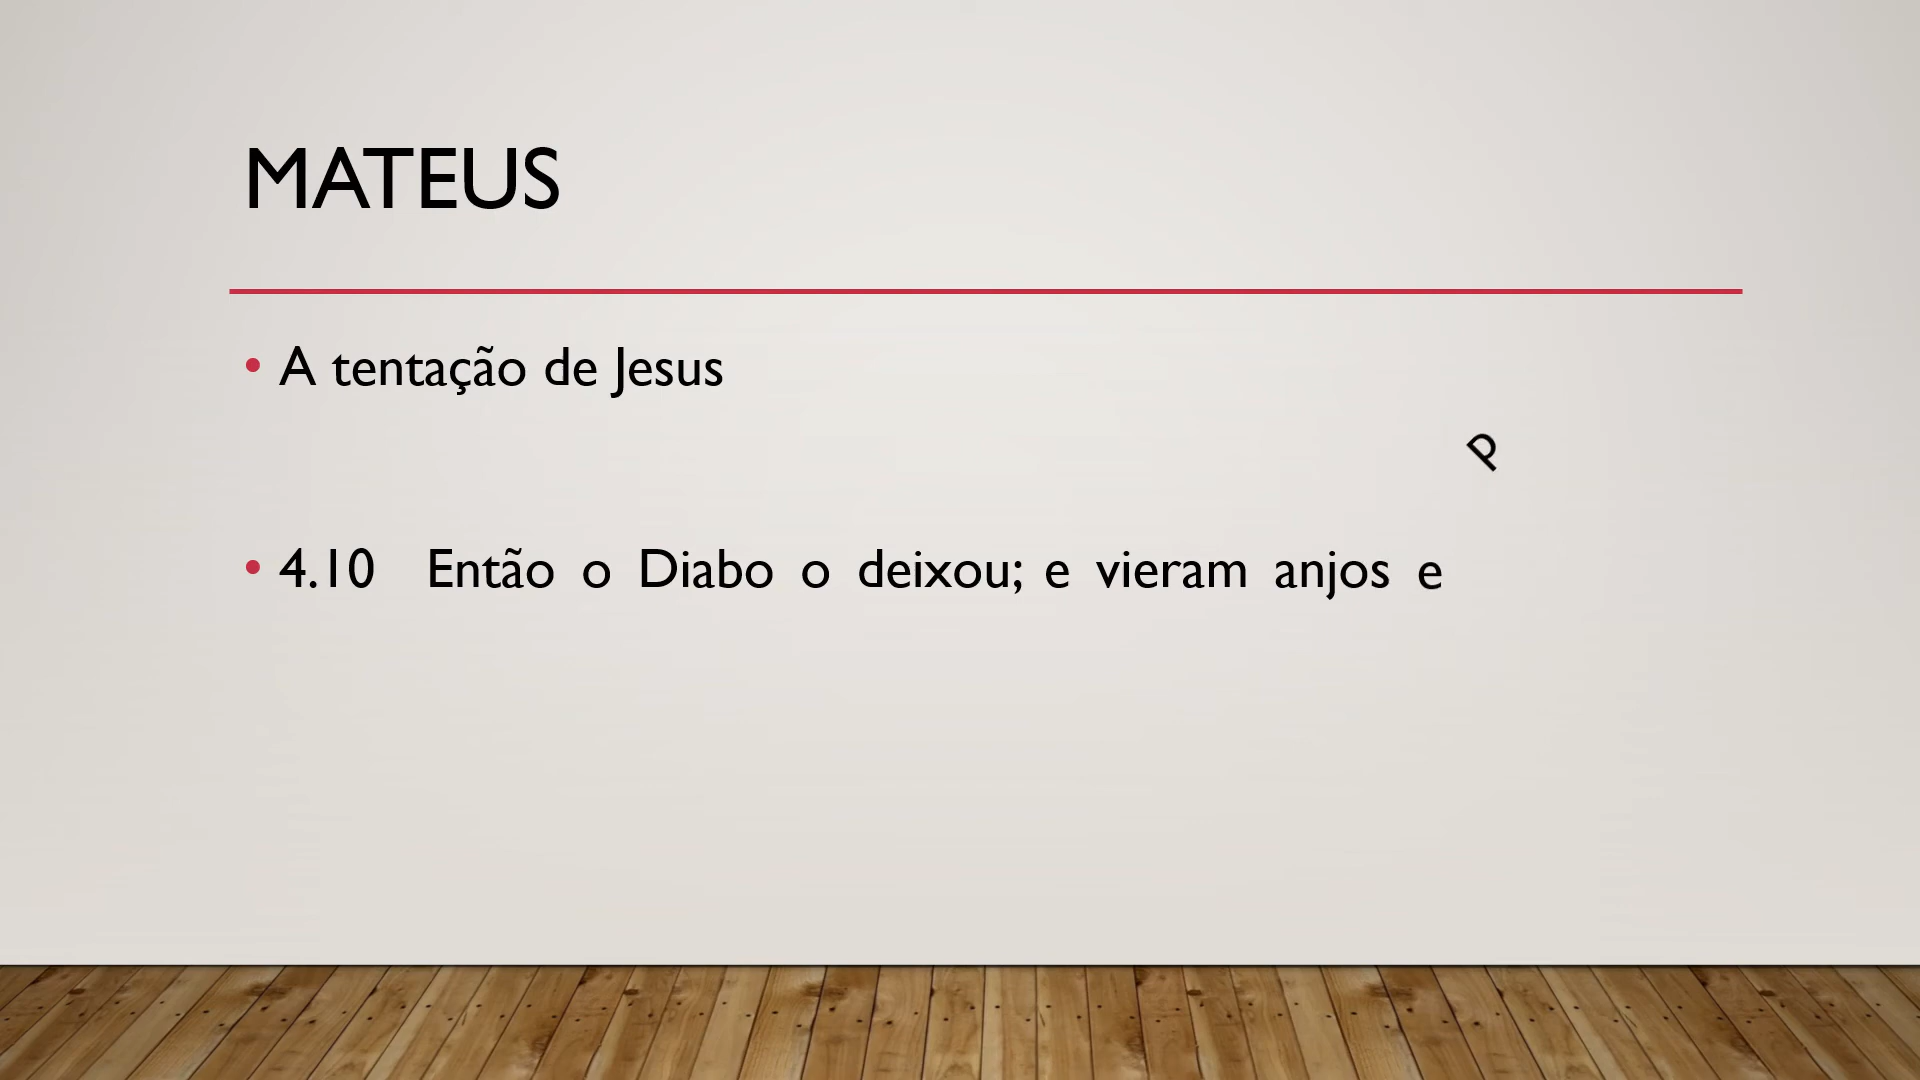 MATEUS
• A tentação de Jesus
P
• 4.10 Então o Diabo o deixou; e vieram anjos e